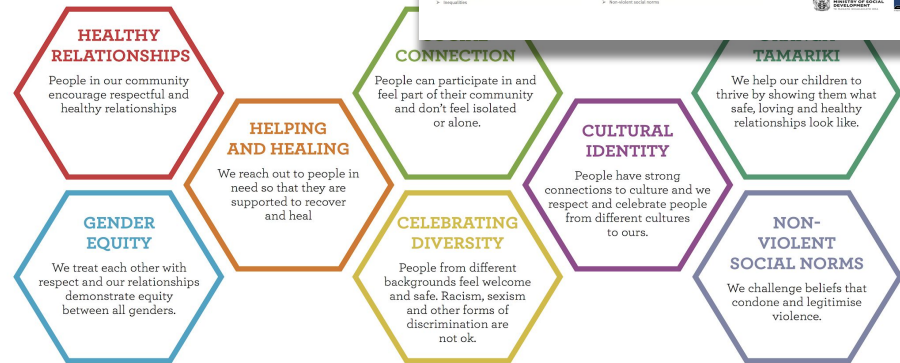 Inequalities
Non-violent social norms
MINISTRY OF SOCIAL
DEVELOPMENT
HEALTHY
RELATIONSHIPS
People in our community
encourage respectful and
healthy relationships
CONNECTION
People can participate in and
feel part of their community
and don't feel isolated
or alone.
TAMARIKI
We help our children to
thrive by showing them what
safe, loving and healthy
relationships look like.
HELPING
AND HEALING
We reach out to people in
need so that they are
supported to recover
and heal
CULTURAL
IDENTITY
People have strong
connections to culture and we
respect and celebrate people
from different cultures
to ours.
GENDER
EQUITY
We treat each other with
respect and our relationships
demonstrate equity
between all genders.
CELEBRATING
DIVERSITY
People from different
backgrounds feel welcome
and safe. Racism, sexism
and other forms of
discrimination are
not ok.
NON-
VIOLENT
SOCIAL NORMS
We challenge beliefs that
condone and legitimise
violence.